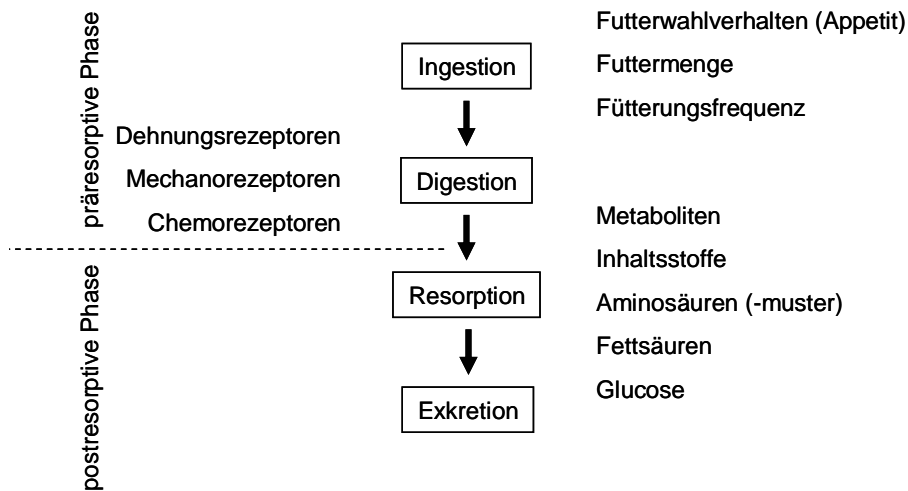 präresorptive Phase
Futterwahlverhalten (Appetit)
Ingestion
Futtermenge
Fütterungsfrequenz
Dehnungsrezeptoren
Mechanorezeptoren
Digestion
Chemorezeptoren
postresorptive Phase
Metaboliten
Inhaltsstoffe
Resorption
Aminosäuren (-muster)
Fettsäuren
Glucose
Exkretion